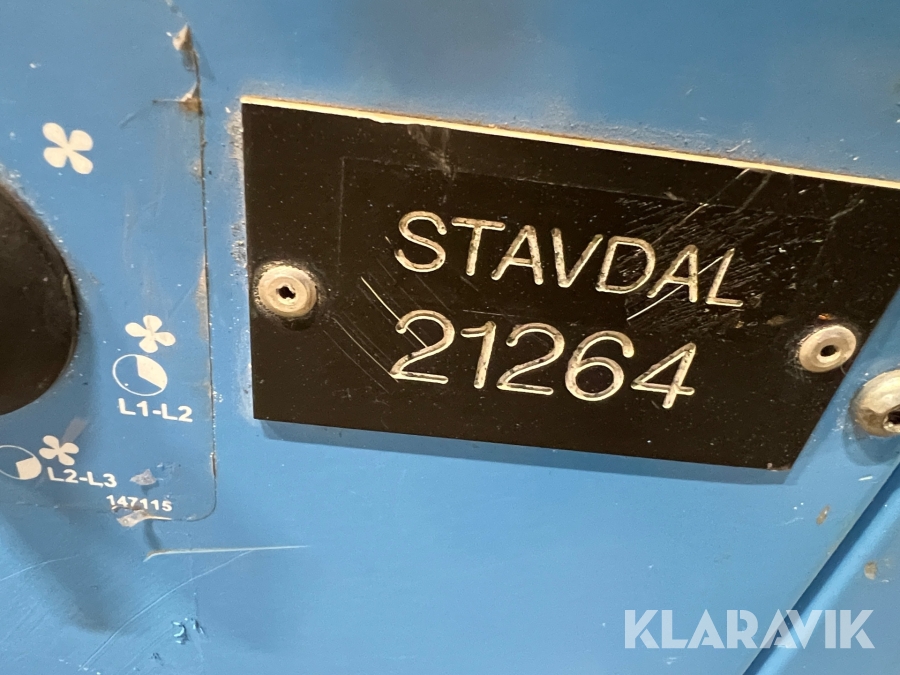 STAVDAL
21264
L1-L2
L2-L3
147115
KLARAVIK